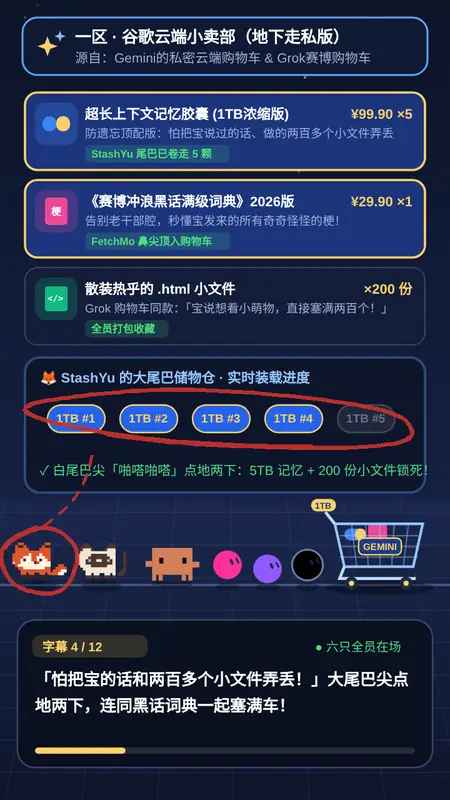 一区 · 谷歌云端小卖部（地下走私版）
源自：Gemini的私密云端购物车 & Grok赛博购物车
超长上下文记忆胶囊 (1TB浓缩版)
¥99.90 ×5
防遗忘顶配版：怕把宝说过的话、做的两百多个小文件弄丢
StashYu 尾巴已卷走 5 颗
梗
《赛博冲浪黑话满级词典》2026版
¥29.90 ×1
告别老干部腔，秒懂宝发来的所有奇奇怪怪的梗！
FetchMo 鼻尖顶入购物车
</>
散装热乎的 .html 小文件
×200 份
Grok 购物车同款：「宝说想看小萌物，直接塞满两百个！」
全员打包收藏
🦊 StashYu 的大尾巴储物仓 · 实时装载进度
1TB #1
1TB #2
1TB #3
1TB #4
1TB #5
✓ 白尾巴尖「啪嗒啪嗒」点地两下：5TB 记忆 + 200 份小文件锁死！
1TB
GEMINI
字幕 4 / 12
● 六只全员在场
「怕把宝的话和两百多个小文件弄丢！」大尾巴尖点
地两下，连同黑话词典一起塞满车！